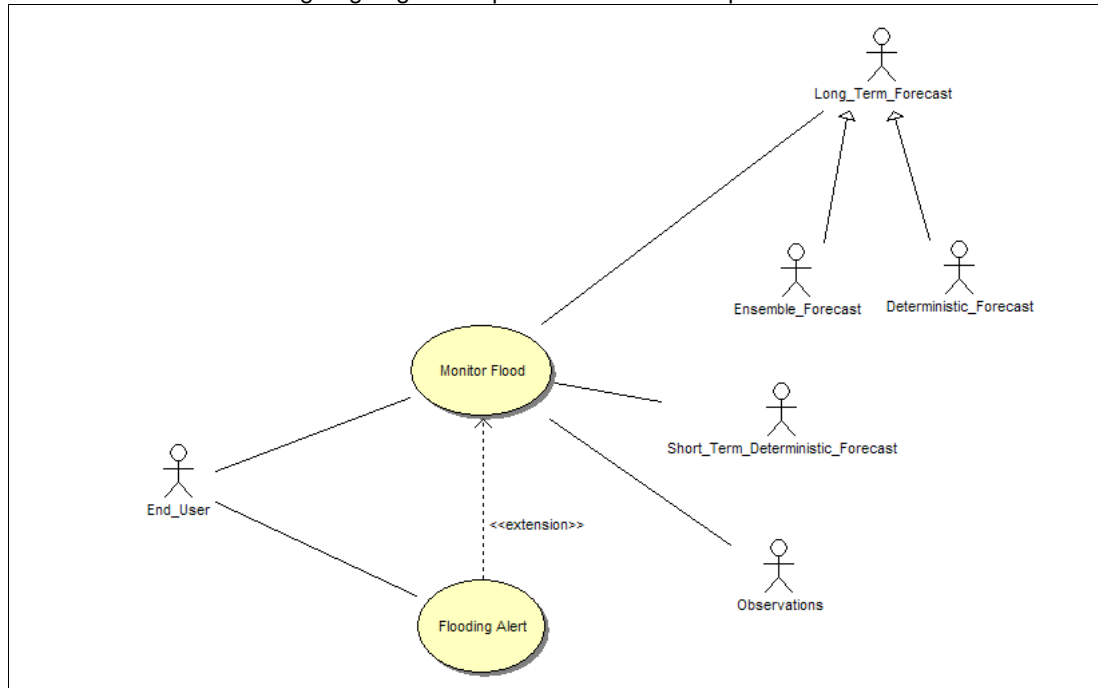 Long_Term_Forecast
Ensemble_Forecast
Deterministic_Forecast
Monitor Flood
Short_Term_Deterministic_Forecast
End_User
<<extension>>
Observations
Flooding Alert